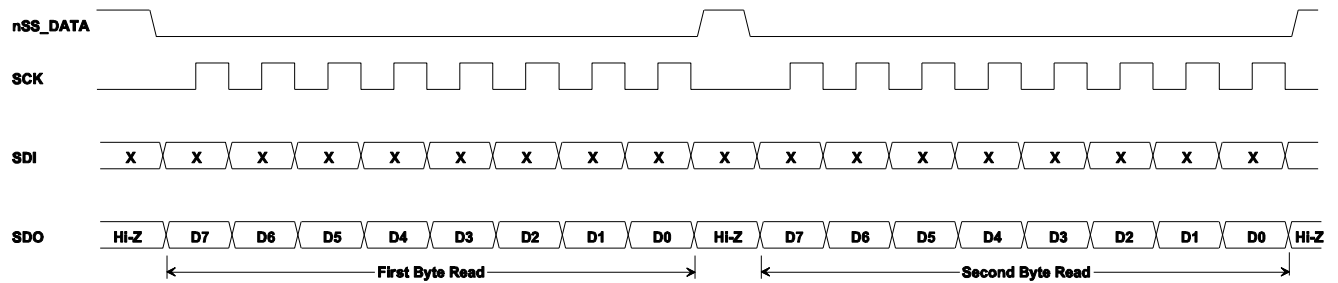 nSS_DATA
SCK
SDI X X X X X X X X X X X X X X X X X X
SDO Hi-Z D7 D6 D5 D4 D3 D2 D1 D0 Hi-Z D7 D6 D5 D4 D3 D2 D1 D0 Hi-Z
First Byte Read Second Byte Read